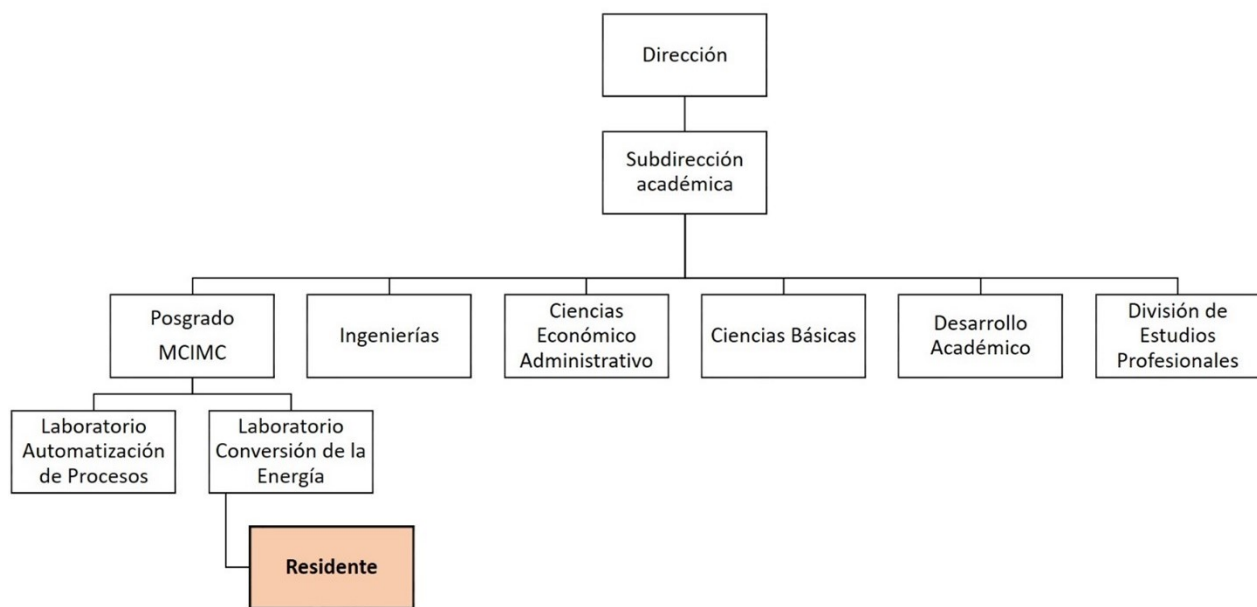 Dirección
Subdirección
académica
Posgrado
MCIMC
Ingenierías
Ciencias
Económico
Administrativo
Ciencias Básicas
Desarrollo
Académico
División de
Estudios
Profesionales
Laboratorio
Automatización
de Procesos
Laboratorio
Conversión de la
Energía
Residente